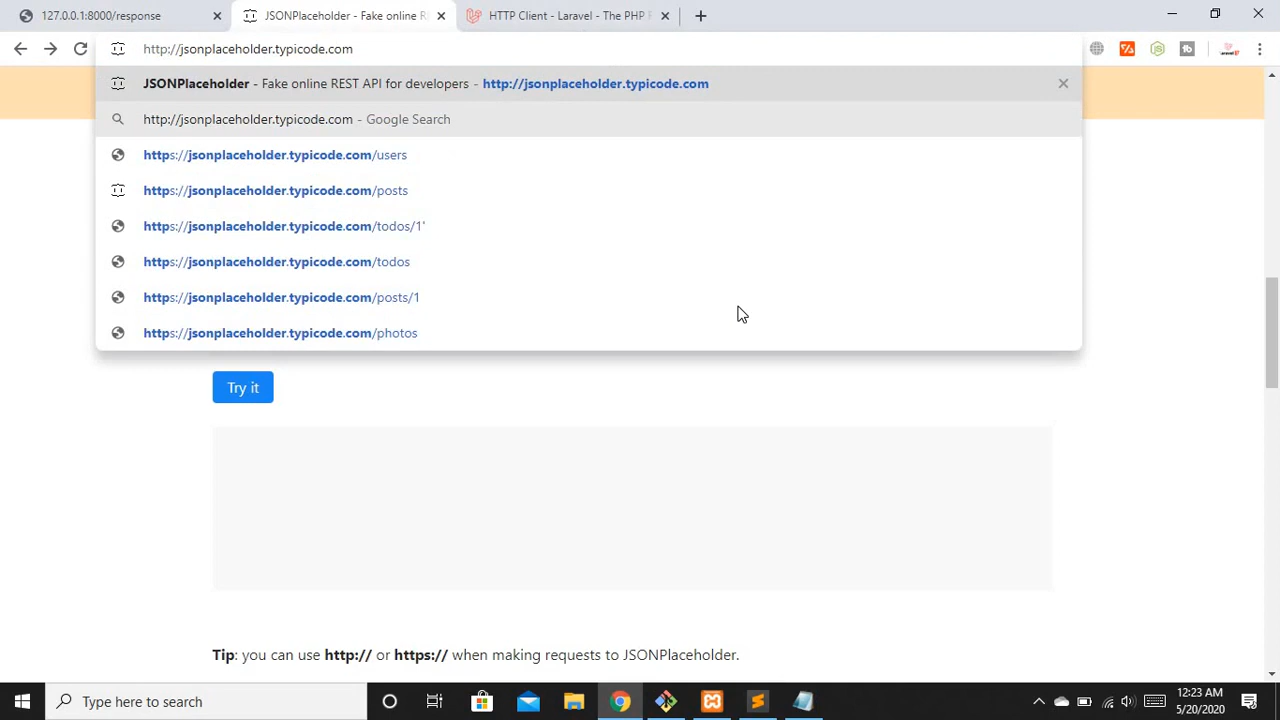 127.0.0.1:8000/response
JSONPlaceholder - Fake online R
HTTP Client - Laravel - The PHP F
http://jsonplaceholder.typicode.com
JSONPlaceholder - Fake online REST API for developers - http://jsonplaceholder.typicode.com
http://jsonplaceholder.typicode.com - Google Search
https://jsonplaceholder.typicode.com/users
https://jsonplaceholder.typicode.com/posts
https://jsonplaceholder.typicode.com/todos/1'
https://jsonplaceholder.typicode.com/todos
https://jsonplaceholder.typicode.com/posts/1
https://jsonplaceholder.typicode.com/photos
Try it
Tip: you can use http:// or https:// when making requests to JSONPlaceholder.
Type here to search
12:23 AM
5/20/2020